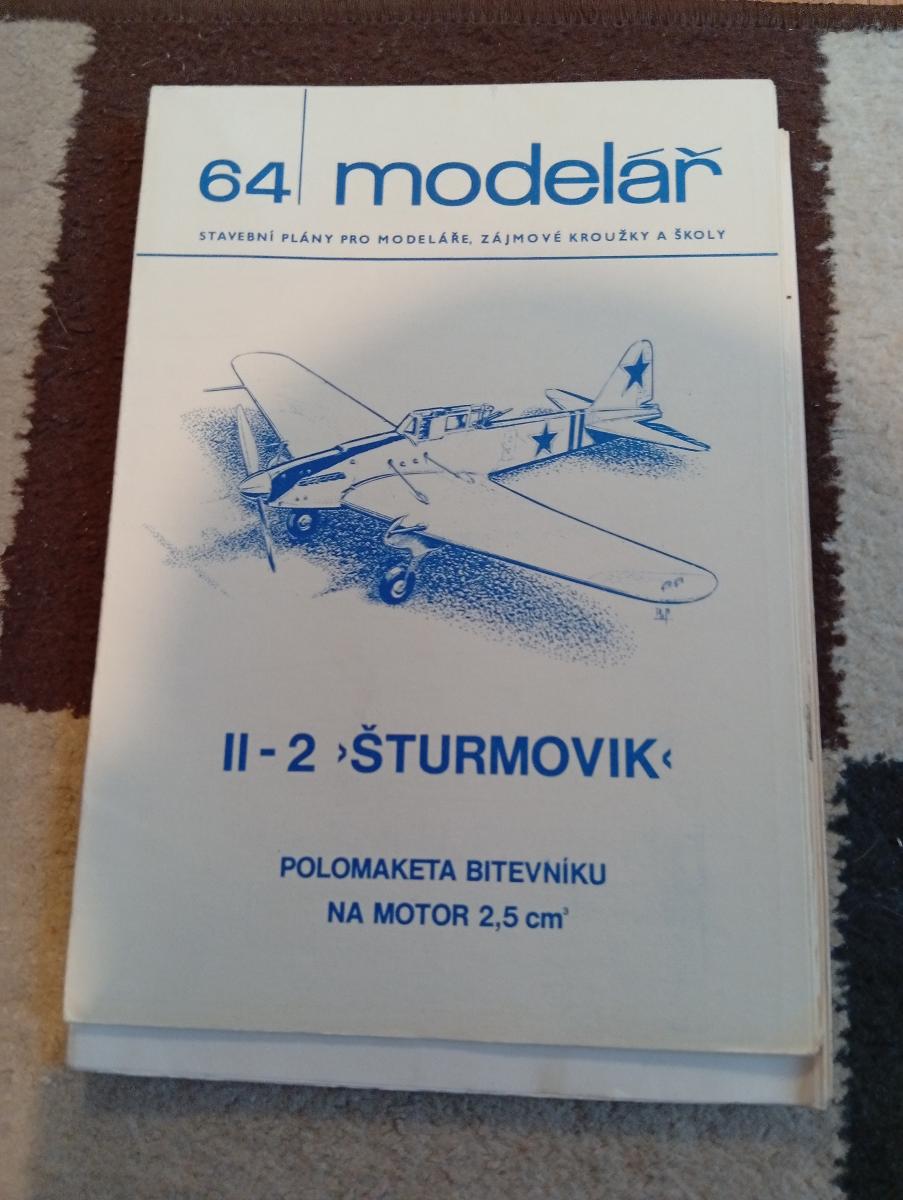 64 modelář
STAVEBNÍ PLÁNY PRO MODELÁŘE, ZÁJMOVÉ KROUŽKY A ŠKOLY
Il - 2 ›ŠTURMOVIK‹
POLOMAKETA BITEVNÍKU
NA MOTOR 2,5 cm³